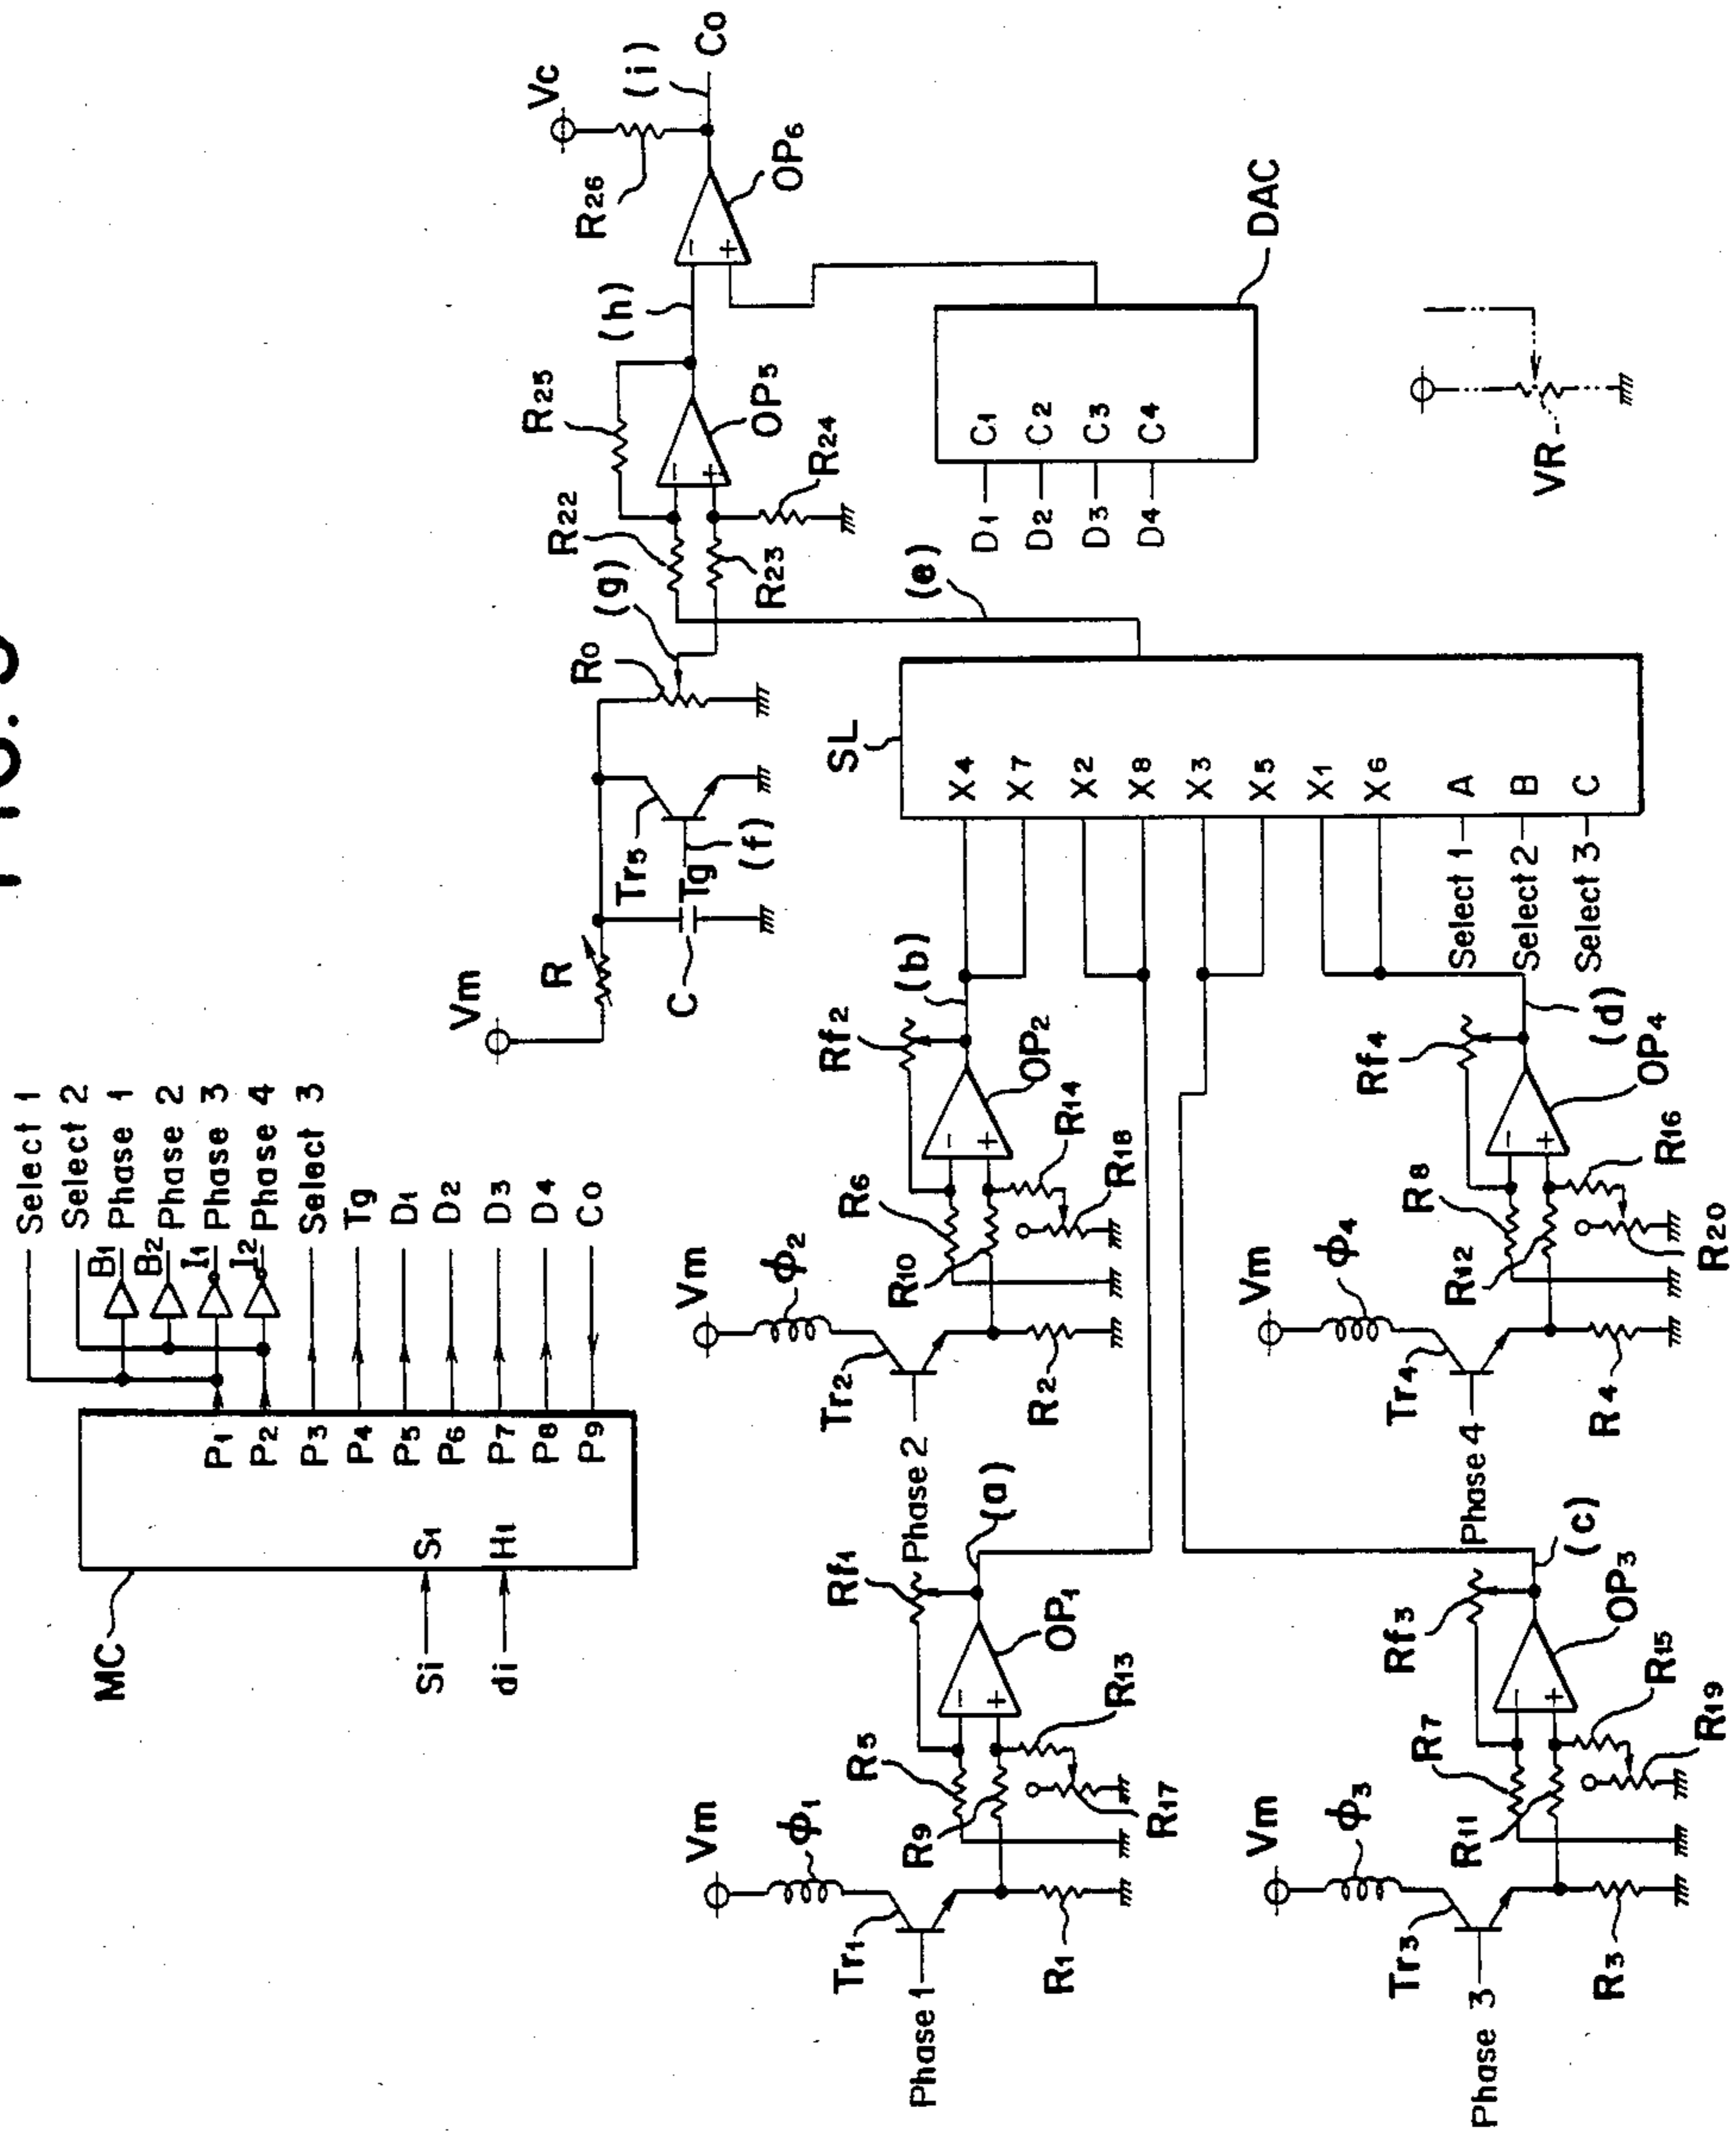 FIG. 5
Select 1
Select 2
Phase 1
Phase 2
Phase 3
Phase 4
Select 3
Tg
D1
D2
D3
D4
Co
B1
B2
I1
I2
MC
P1
P2
P3
P4
P5
P6
P7
P8
P9
S1
H1
Si
di
Vm
R
C
Tg
Tr5
(f)
R0
(g)
R22
R23
R24
R25
OP5
(h)
OP6
R26
Vc
(i)
Co
DAC
C1
C2
C3
C4
D1
D2
D3
D4
VR
(e)
SL
X4
X7
X2
X8
X3
X5
X1
X6
A
B
C
Select 1
Select 2
Select 3
Vm
ϕ1
Tr1
Phase 1
R1
R5
R9
R13
R17
Rf1
OP1
(a)
Vm
ϕ2
Tr2
Phase 2
R2
R6
R10
R14
R18
Rf2
OP2
(b)
Vm
ϕ3
Tr3
Phase 3
R3
R7
R11
R15
R19
Rf3
OP3
(c)
Vm
ϕ4
Tr4
Phase 4
R4
R8
R12
R16
R20
Rf4
OP4
(d)